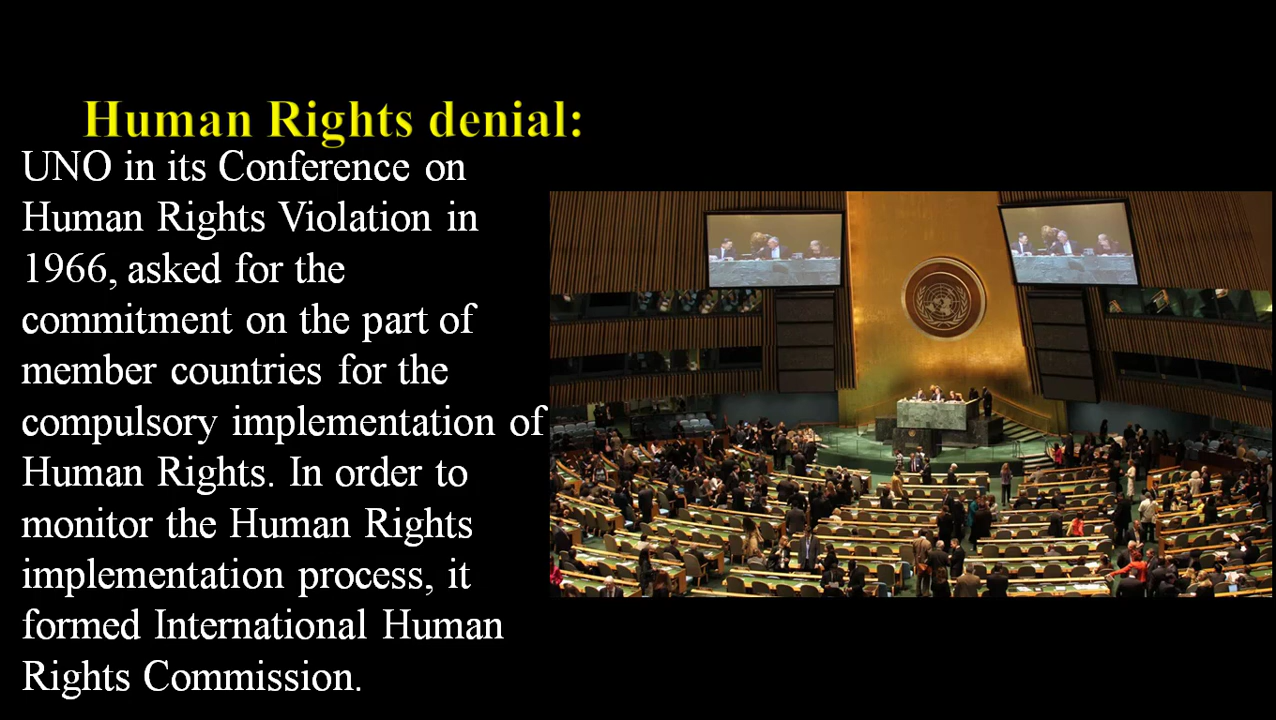 Human Rights denial:
UNO in its Conference on
Human Rights Violation in
1966, asked for the
commitment on the part of
member countries for the
compulsory implementation of
Human Rights. In order to
monitor the Human Rights
implementation process, it
formed International Human
Rights Commission.